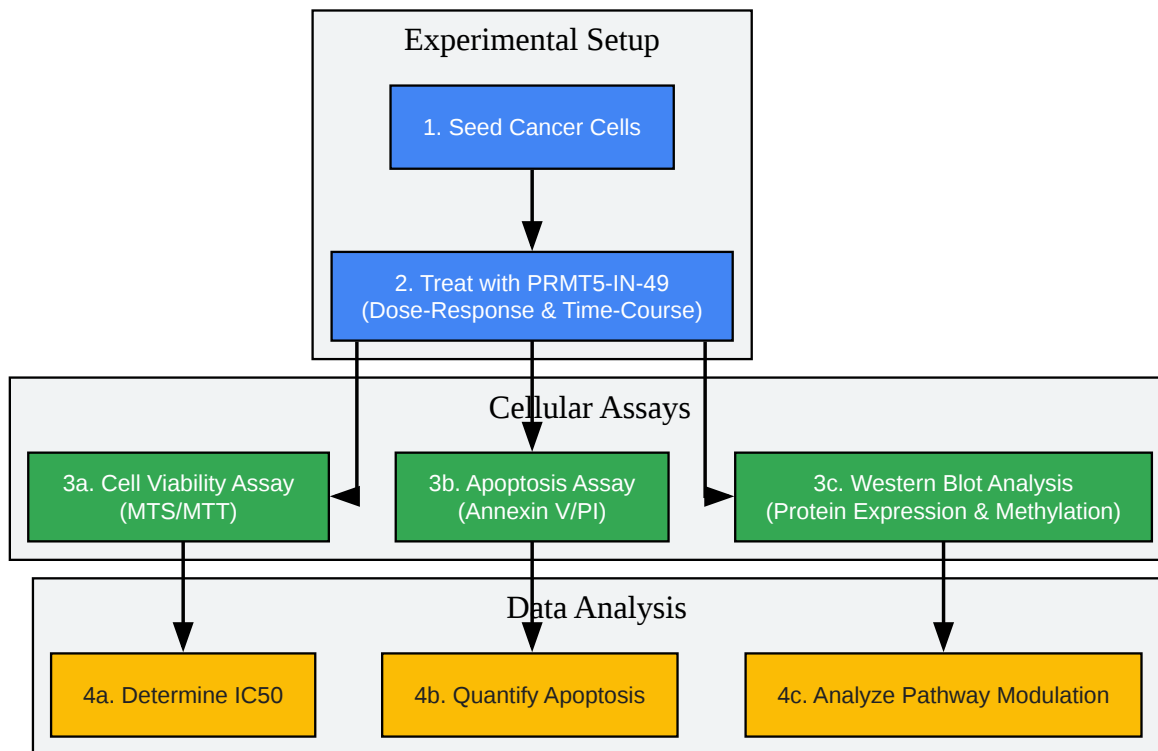 Experimental Setup
1. Seed Cancer Cells
2. Treat with PRMT5-IN-49
(Dose-Response & Time-Course)
Cellular Assays
3a. Cell Viability Assay
(MTS/MTT)
3b. Apoptosis Assay
(Annexin V/PI)
3c. Western Blot Analysis
(Protein Expression & Methylation)
Data Analysis
4a. Determine IC50
4b. Quantify Apoptosis
4c. Analyze Pathway Modulation